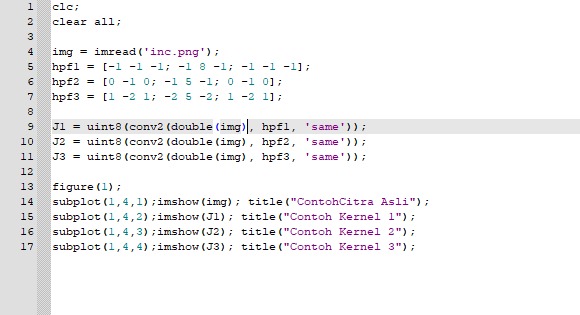 1 clc;
2 clear all;
3
4 img = imread('inc.png');
5 hpf1 = [-1 -1 -1; -1 8 -1; -1 -1 -1];
6 hpf2 = [0 -1 0; -1 5 -1; 0 -1 0];
7 hpf3 = [1 -2 1; -2 5 -2; 1 -2 1];
8
9 J1 = uint8(conv2(double(img), hpf1, 'same'));
10 J2 = uint8(conv2(double(img), hpf2, 'same'));
11 J3 = uint8(conv2(double(img), hpf3, 'same'));
12
13 figure(1);
14 subplot(1,4,1);imshow(img); title("ContohCitra Asli");
15 subplot(1,4,2);imshow(J1); title("Contoh Kernel 1");
16 subplot(1,4,3);imshow(J2); title("Contoh Kernel 2");
17 subplot(1,4,4);imshow(J3); title("Contoh Kernel 3");